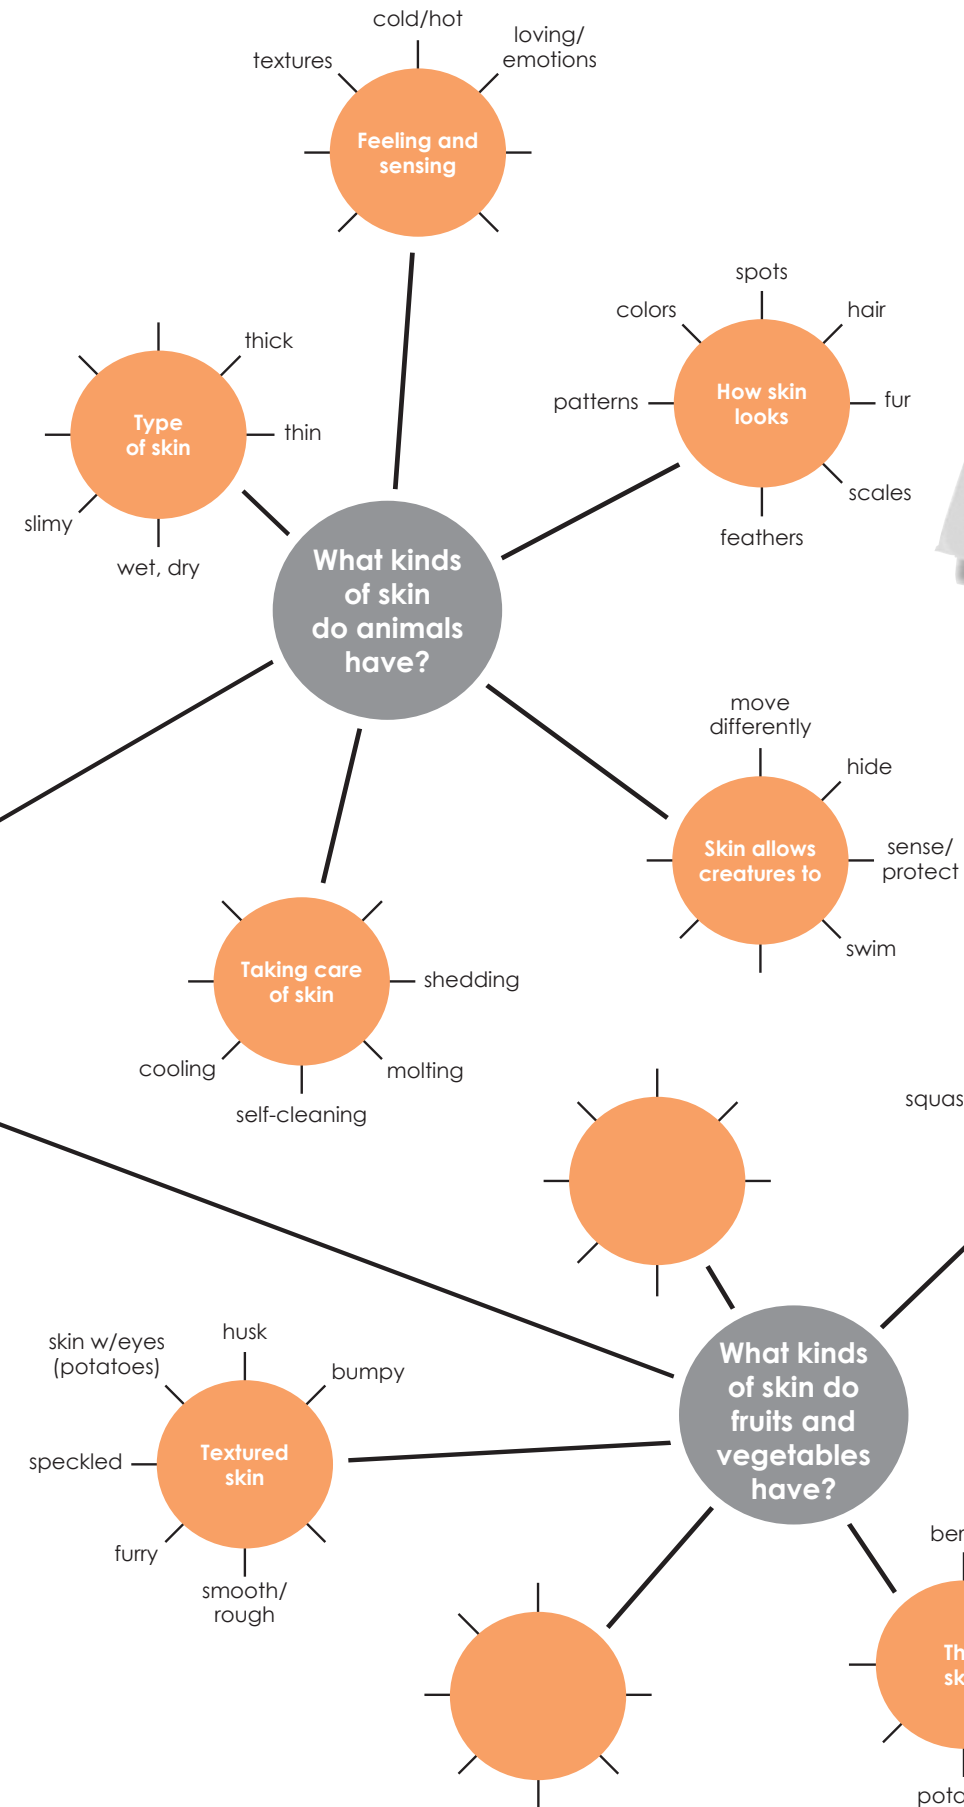 cold/hot
loving/
emotions
textures
Feeling and
sensing
spots
colors
hair
patterns
How skin
looks
fur
scales
feathers
thick
Type
of skin
thin
slimy
wet, dry
What kinds
of skin
do animals
have?
move
differently
hide
Skin allows
creatures to
sense/
protect
swim
Taking care
of skin
shedding
cooling
molting
self-cleaning
squas
What kinds
of skin do
fruits and
vegetables
have?
skin w/eyes
(potatoes)
husk
bumpy
speckled
Textured
skin
furry
smooth/
rough